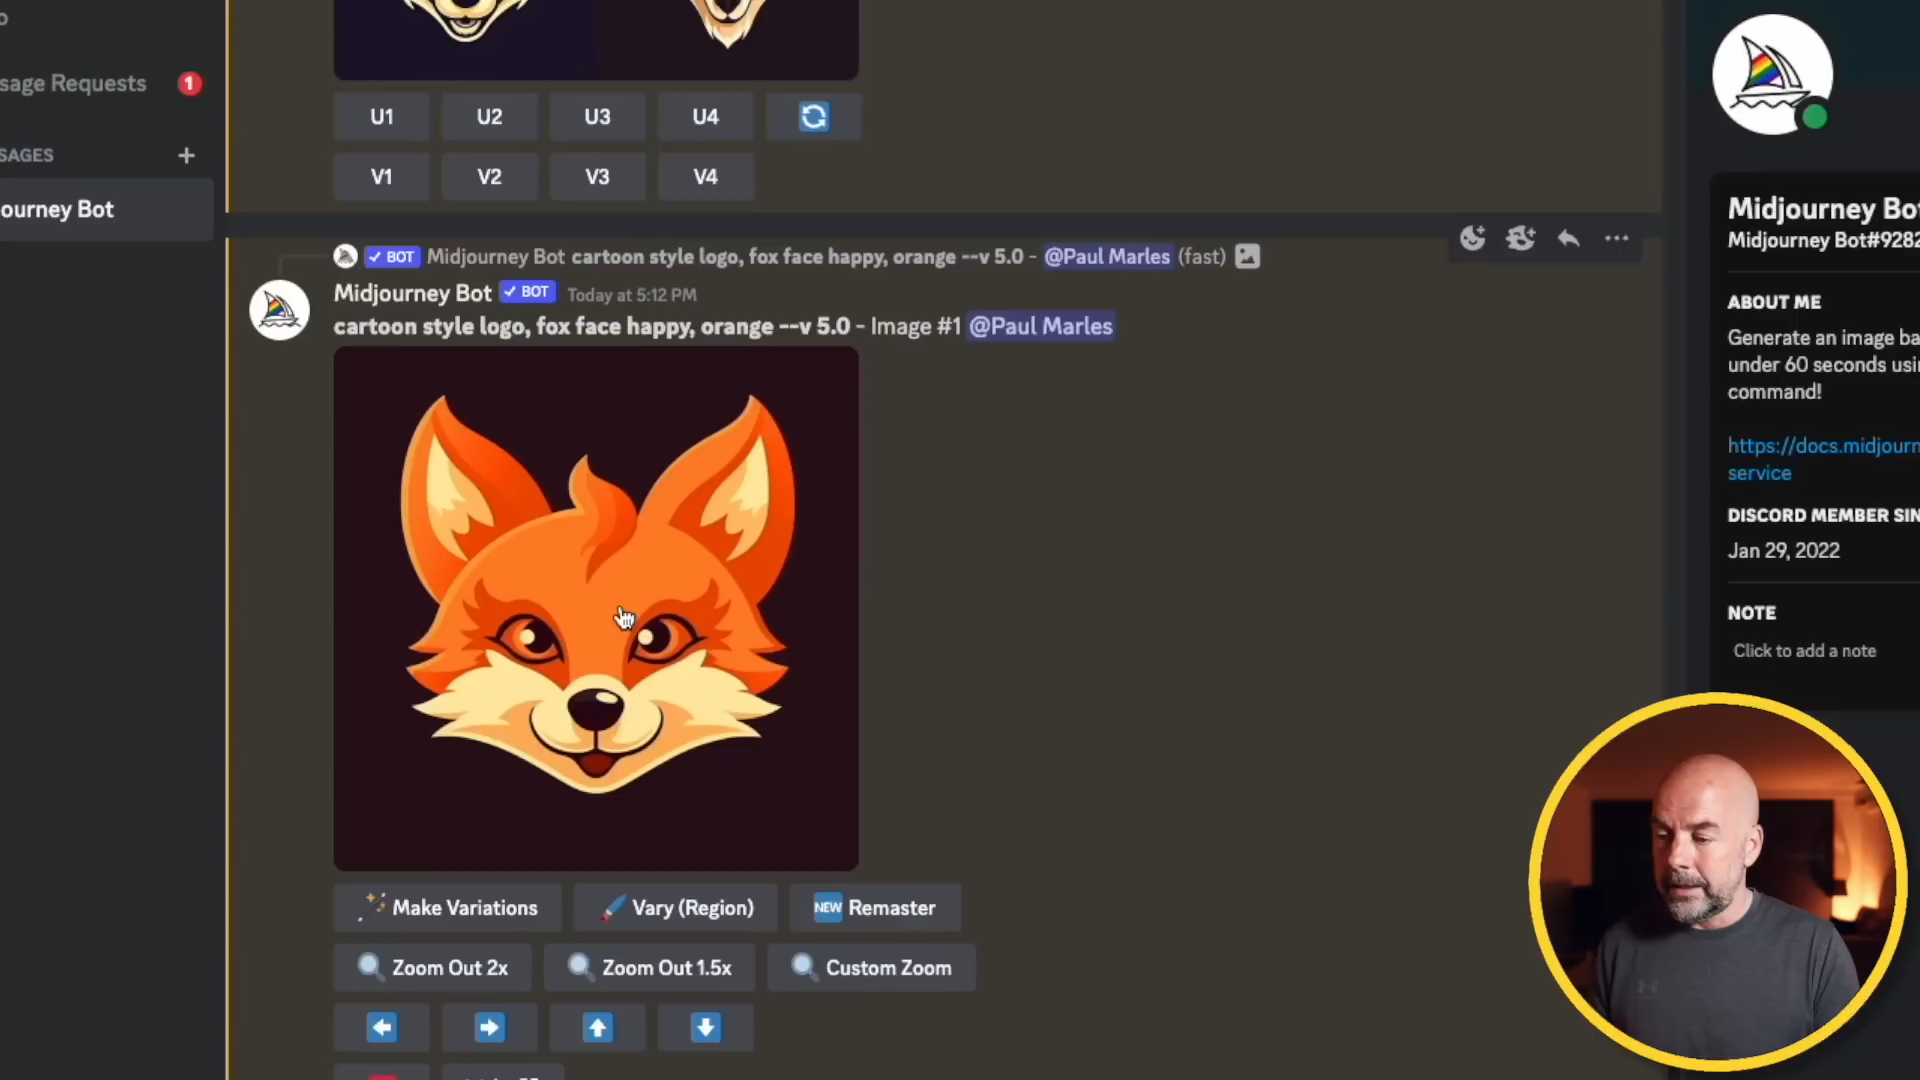 sage Requests
1
SAGES
+
ourney Bot
U1
U2
U3
U4
V1
V2
V3
V4
BOT Midjourney Bot cartoon style logo, fox face happy, orange --v 5.0 - @Paul Marles (fast)
Midjourney Bot BOT Today at 5:12 PM
cartoon style logo, fox face happy, orange --v 5.0 - Image #1 @Paul Marles
Make Variations
Vary (Region)
NEW Remaster
Zoom Out 2x
Zoom Out 1.5x
Custom Zoom
Midjourney Bot
Midjourney Bot#9282
ABOUT ME
Generate an image ba
under 60 seconds usin
command!
https://docs.midjourn
service
DISCORD MEMBER SIN
Jan 29, 2022
NOTE
Click to add a note